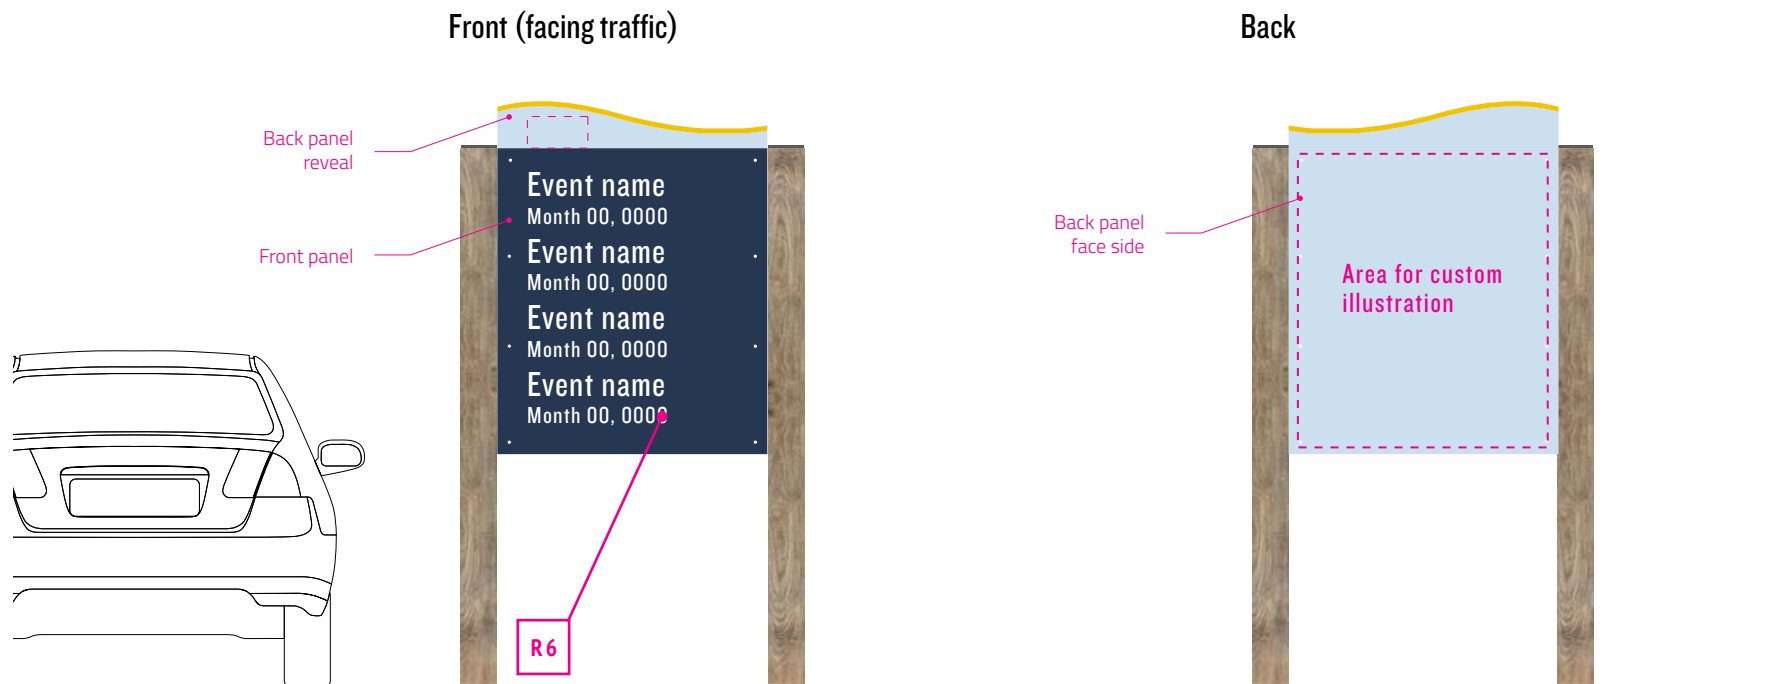 Front (facing traffic)
Back
Back panel
reveal
Front panel
Event name
Month 00, 0000
Event name
Month 00, 0000
Event name
Month 00, 0000
Event name
Month 00, 0000
R6
Back panel
face side
Area for custom
illustration